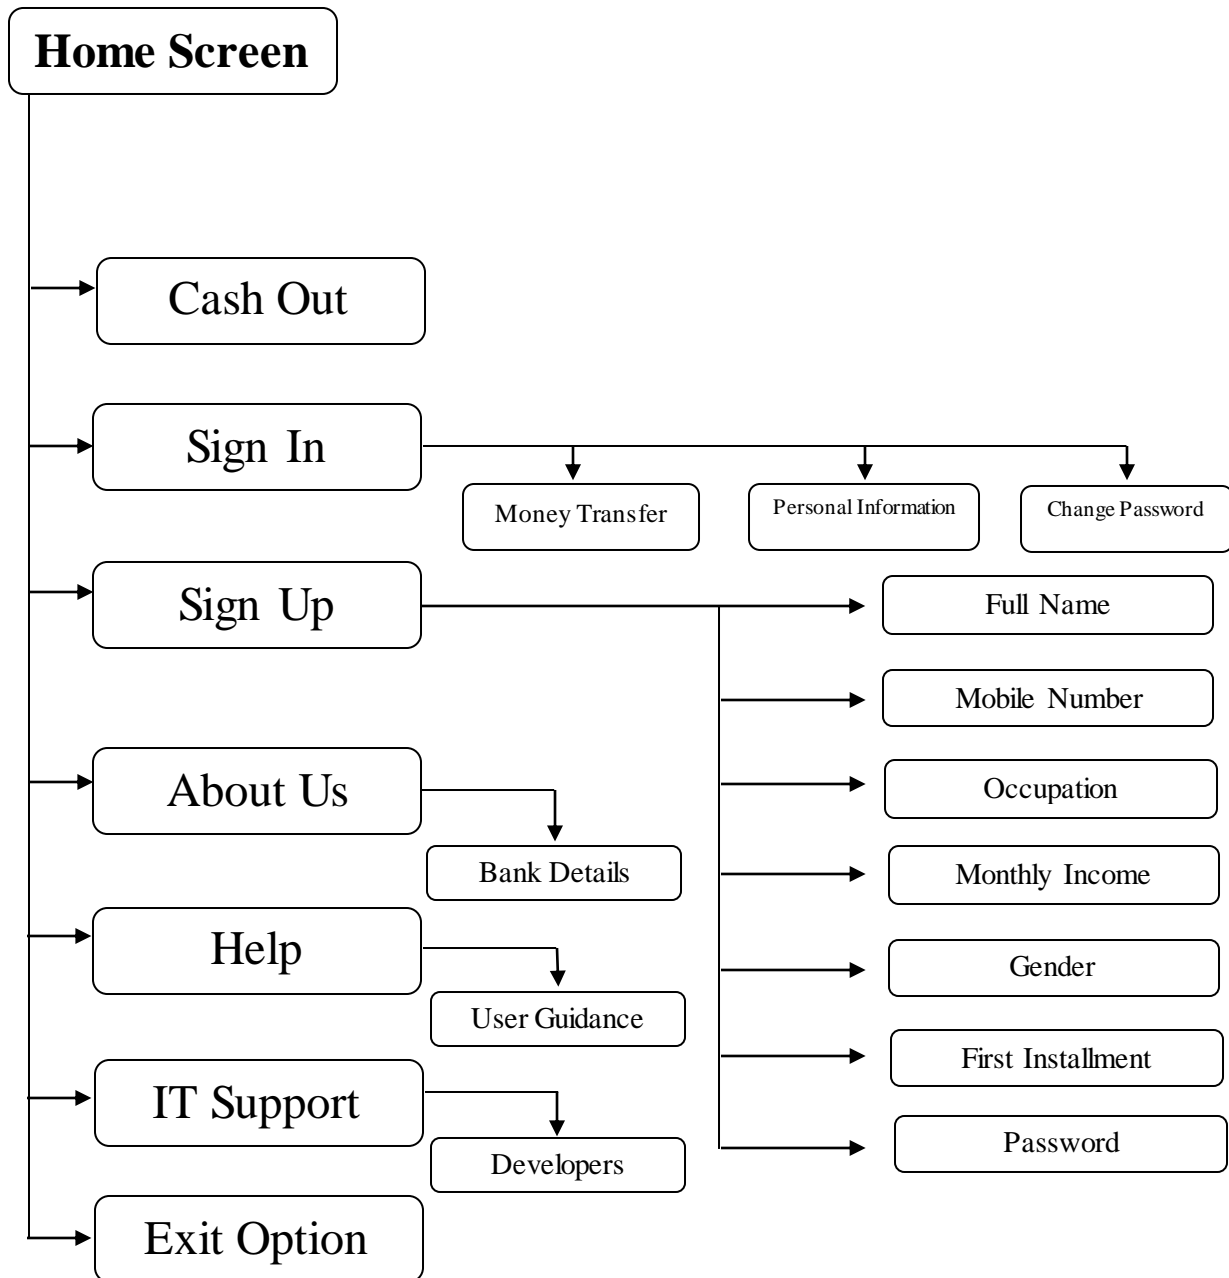 Home Screen
Cash Out
Sign In
Money Transfer
Personal Information
Change Password
Sign Up
Full Name
Mobile Number
Occupation
Monthly Income
Gender
First Installment
Password
About Us
Bank Details
Help
User Guidance
IT Support
Developers
Exit Option